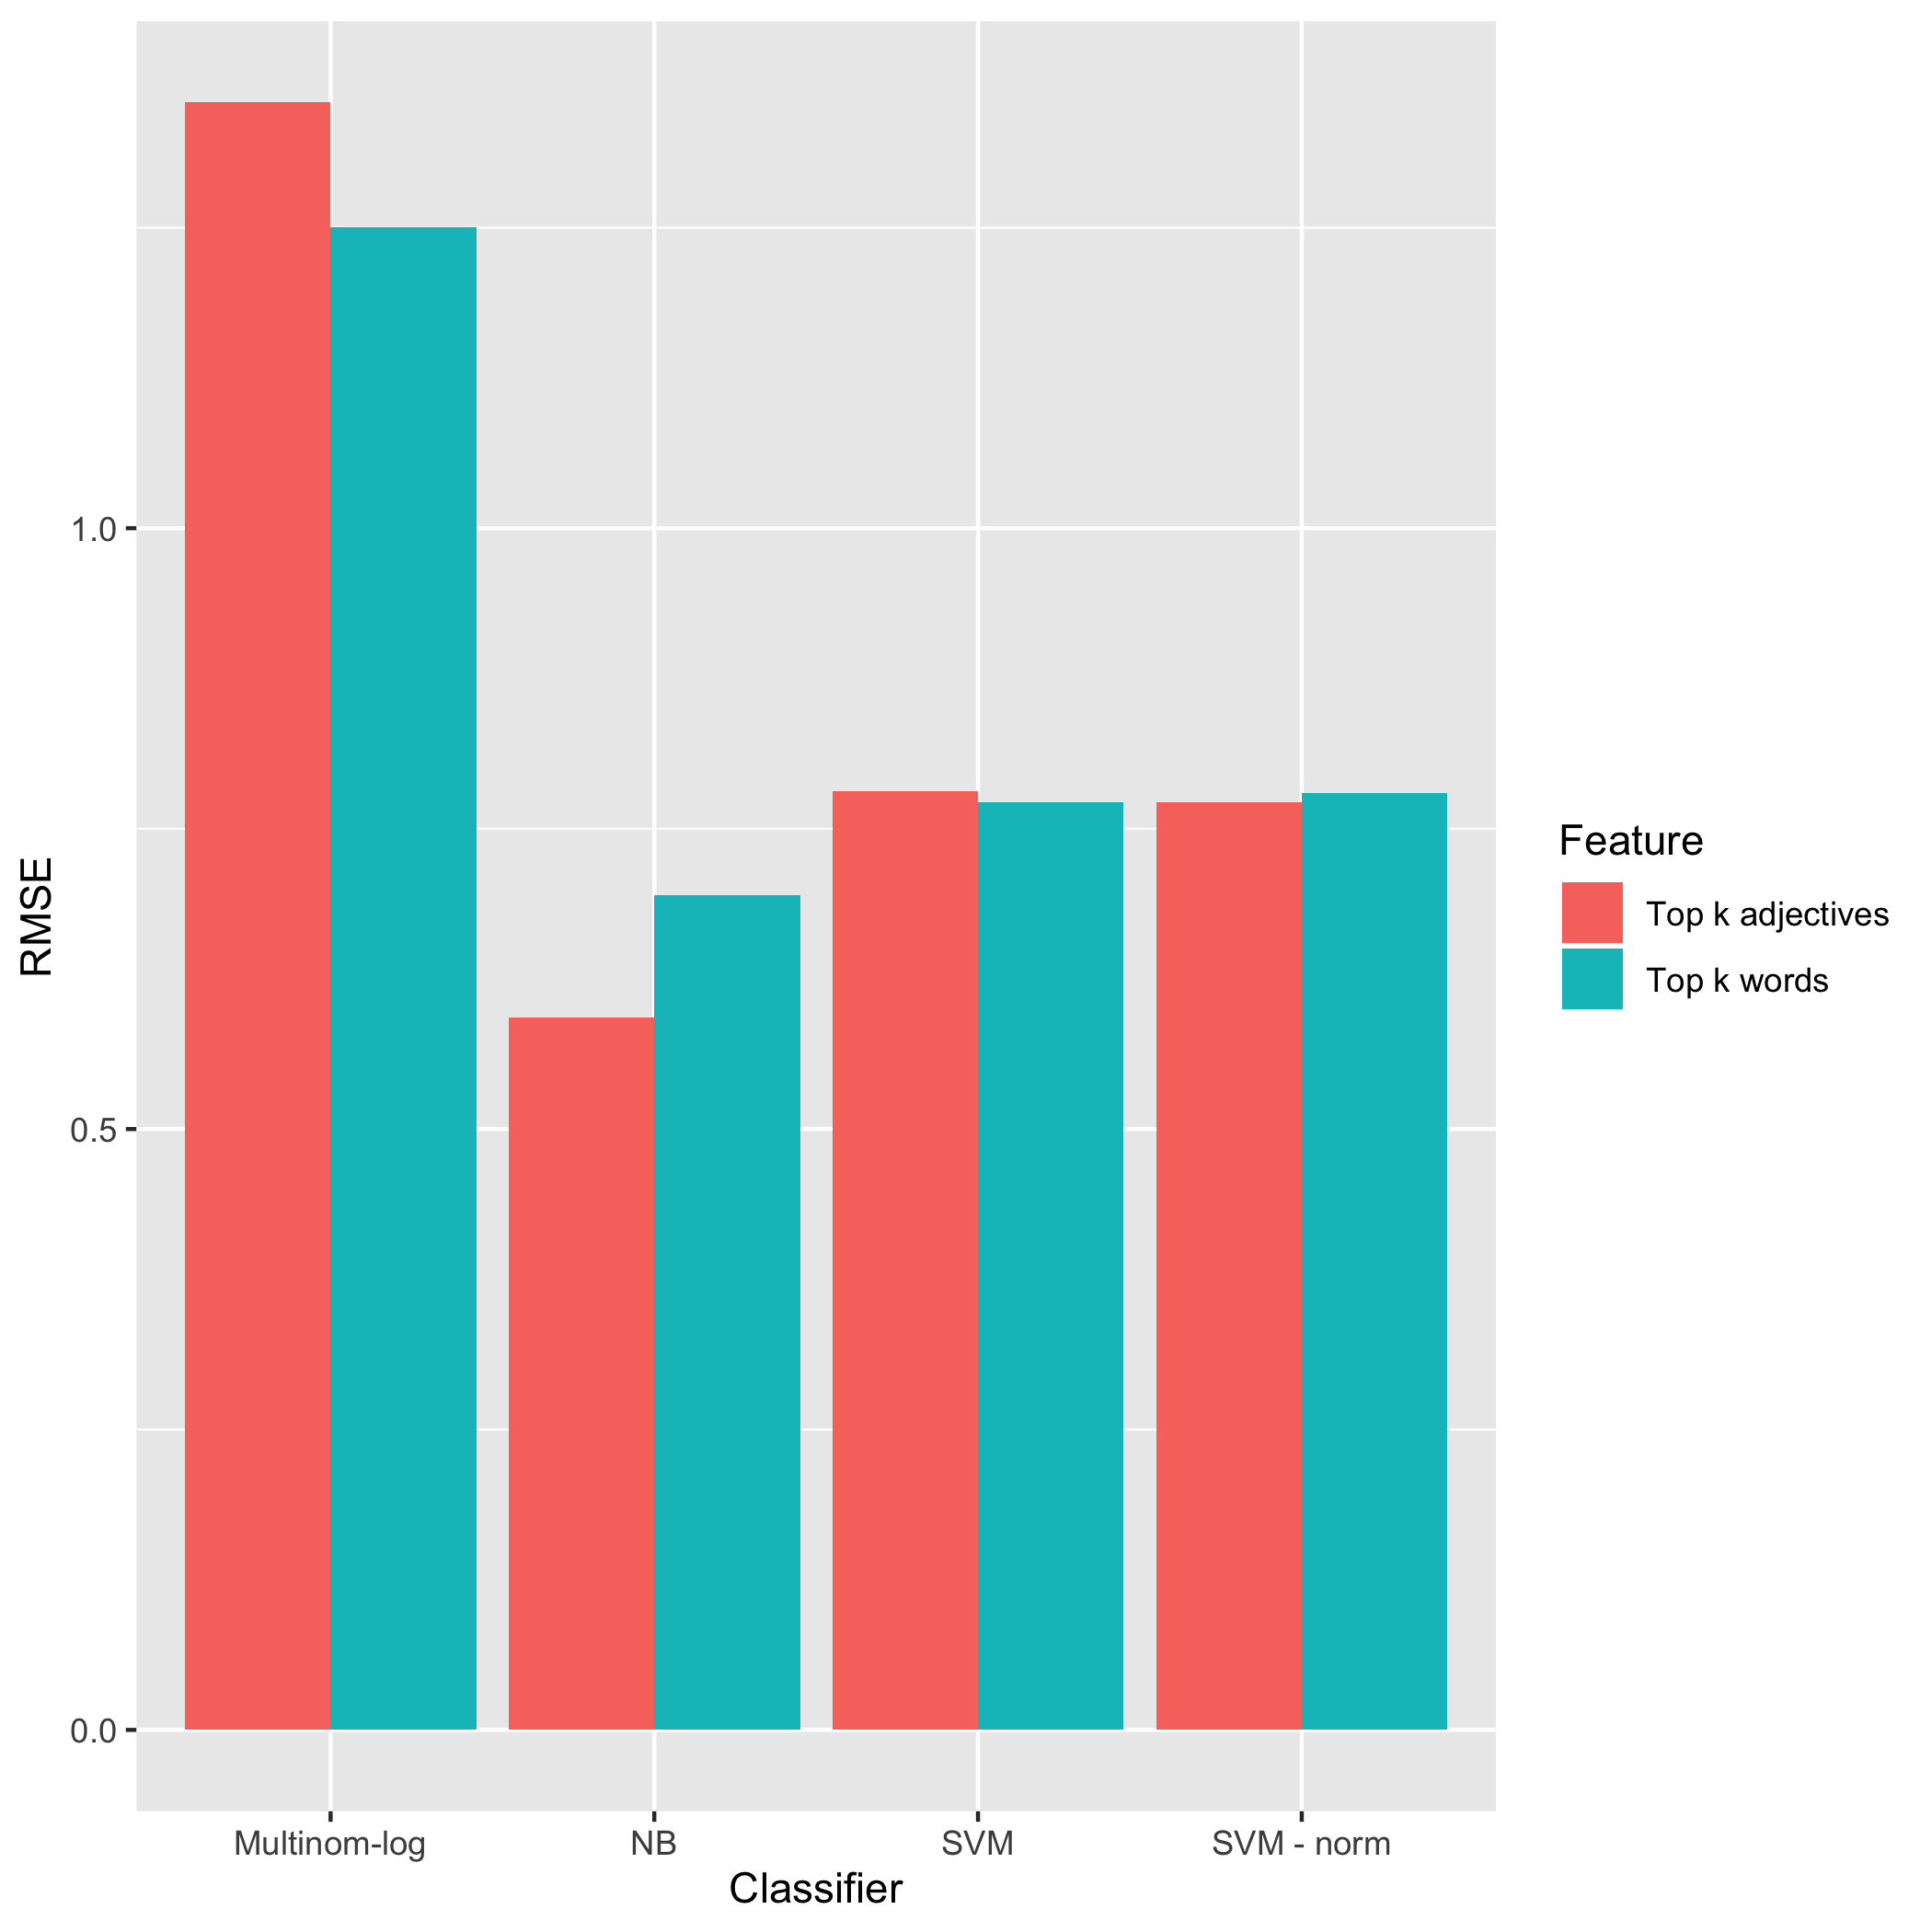 RMSE
1.0
0.5
0.0
Multinom-log
NB
SVM
SVM - norm
Classifier
Feature
Top k adjectives
Top k words